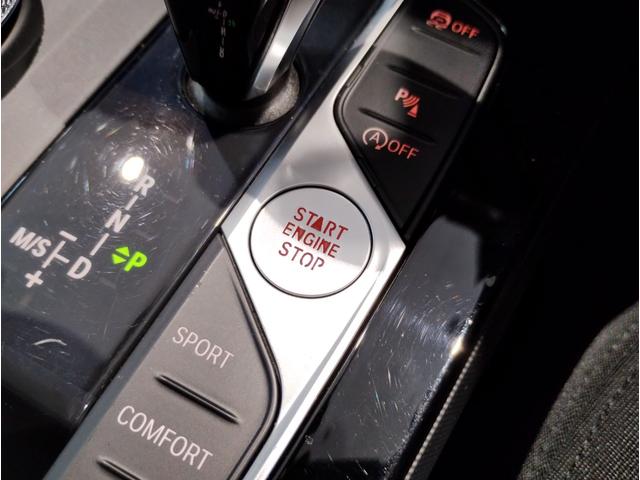 OFF
P
A OFF
R
N
M/S D P
+
START
ENGINE
STOP
SPORT
COMFORT